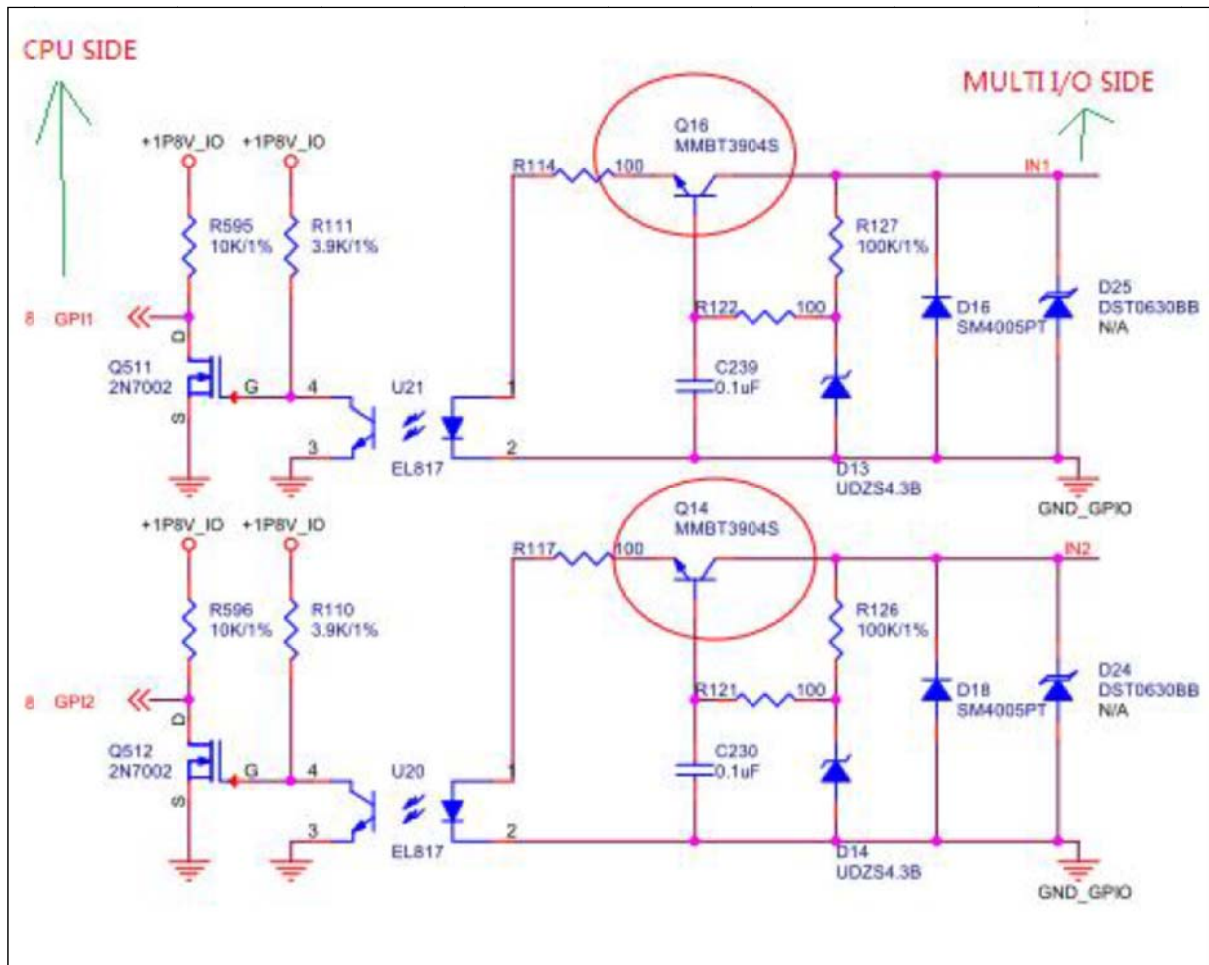 CPU SIDE
MULTI I/O SIDE
+1P8V_IO +1P8V_IO
Q16
MMBT3904S
R114 100
IN1
R595
10K/1%
R111
3.9K/1%
R127
100K/1%
8 GPI1
R122 100
D16
SM4005PT
D25
DST0630BB
N/A
D
Q511
2N7002
G
S
4
3
U21
EL817
1
2
C239
0.1uF
D13
UDZS4.3B
GND_GPIO
+1P8V_IO +1P8V_IO
Q14
MMBT3904S
R117 100
IN2
R596
10K/1%
R110
3.9K/1%
R126
100K/1%
8 GPI2
R121 100
D18
SM4005PT
D24
DST0630BB
N/A
D
Q512
2N7002
G
S
4
3
U20
EL817
1
2
C230
0.1uF
D14
UDZS4.3B
GND_GPIO